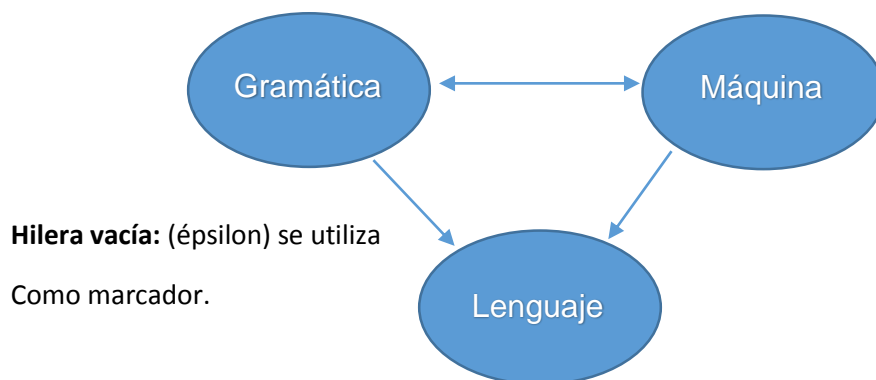 Gramática
Máquina
Hilera vacía: (épsilon) se utiliza
Como marcador.
Lenguaje